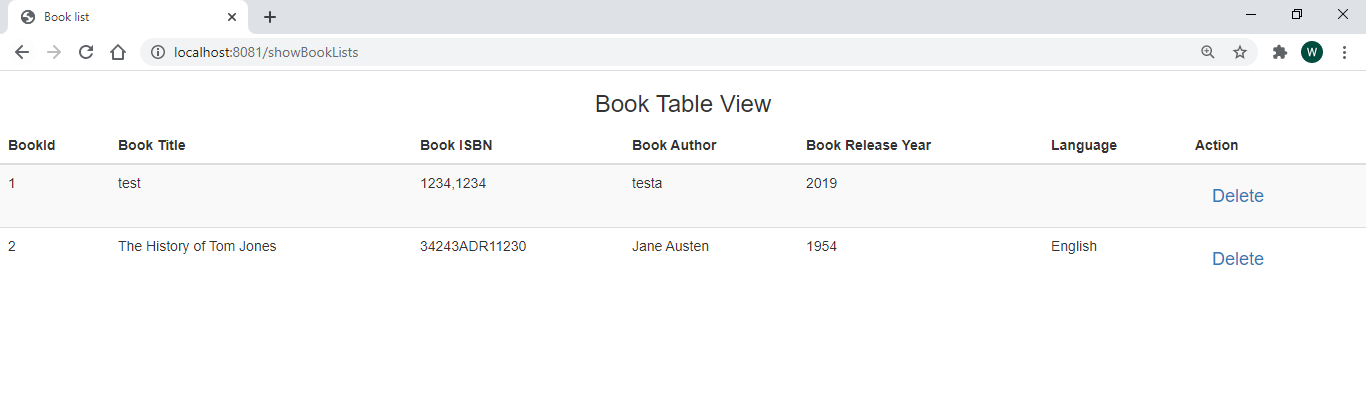 Book list
localhost:8081/showBookLists
W
Book Table View
BookId Book Title Book ISBN Book Author Book Release Year Language Action
1 test 1234,1234 testa 2019 Delete
2 The History of Tom Jones 34243ADR11230 Jane Austen 1954 English Delete